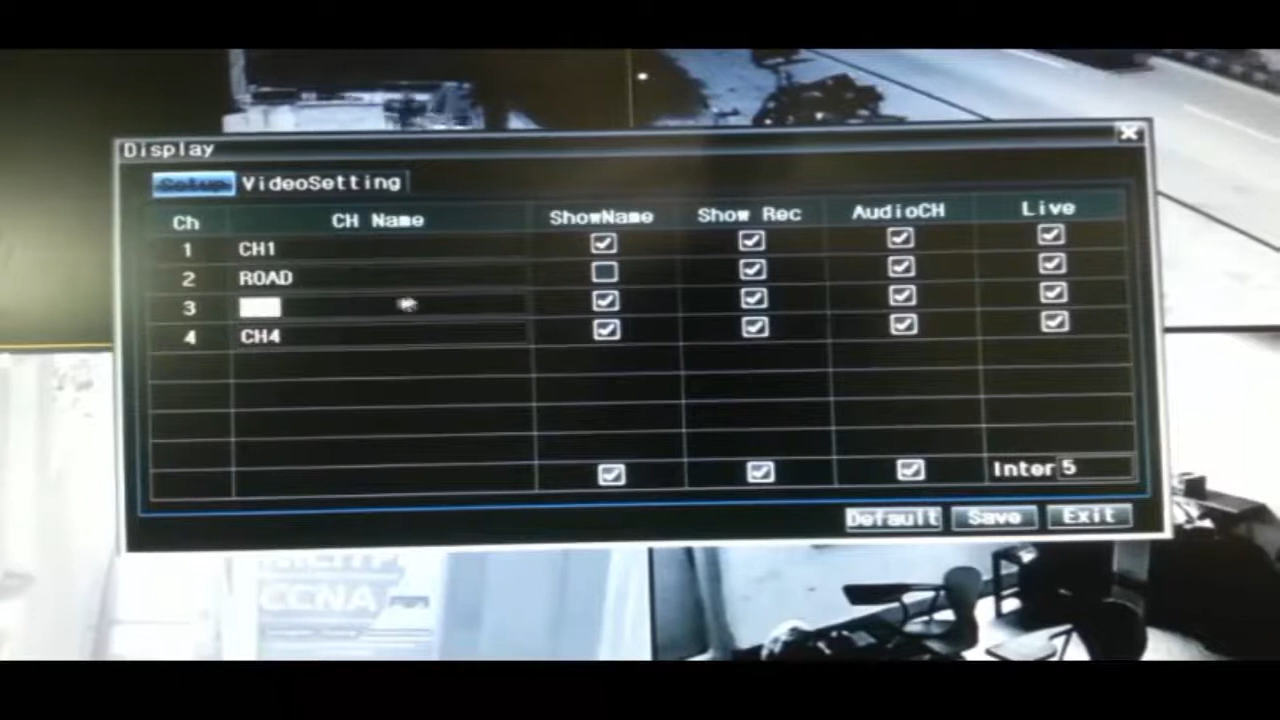 Display
Setup VideoSetting
Ch CH Name ShowName Show Rec AudioCH Live
1 CH1
2 ROAD
3
4 CH4
Inter 5
Default Save Exit
CCNA